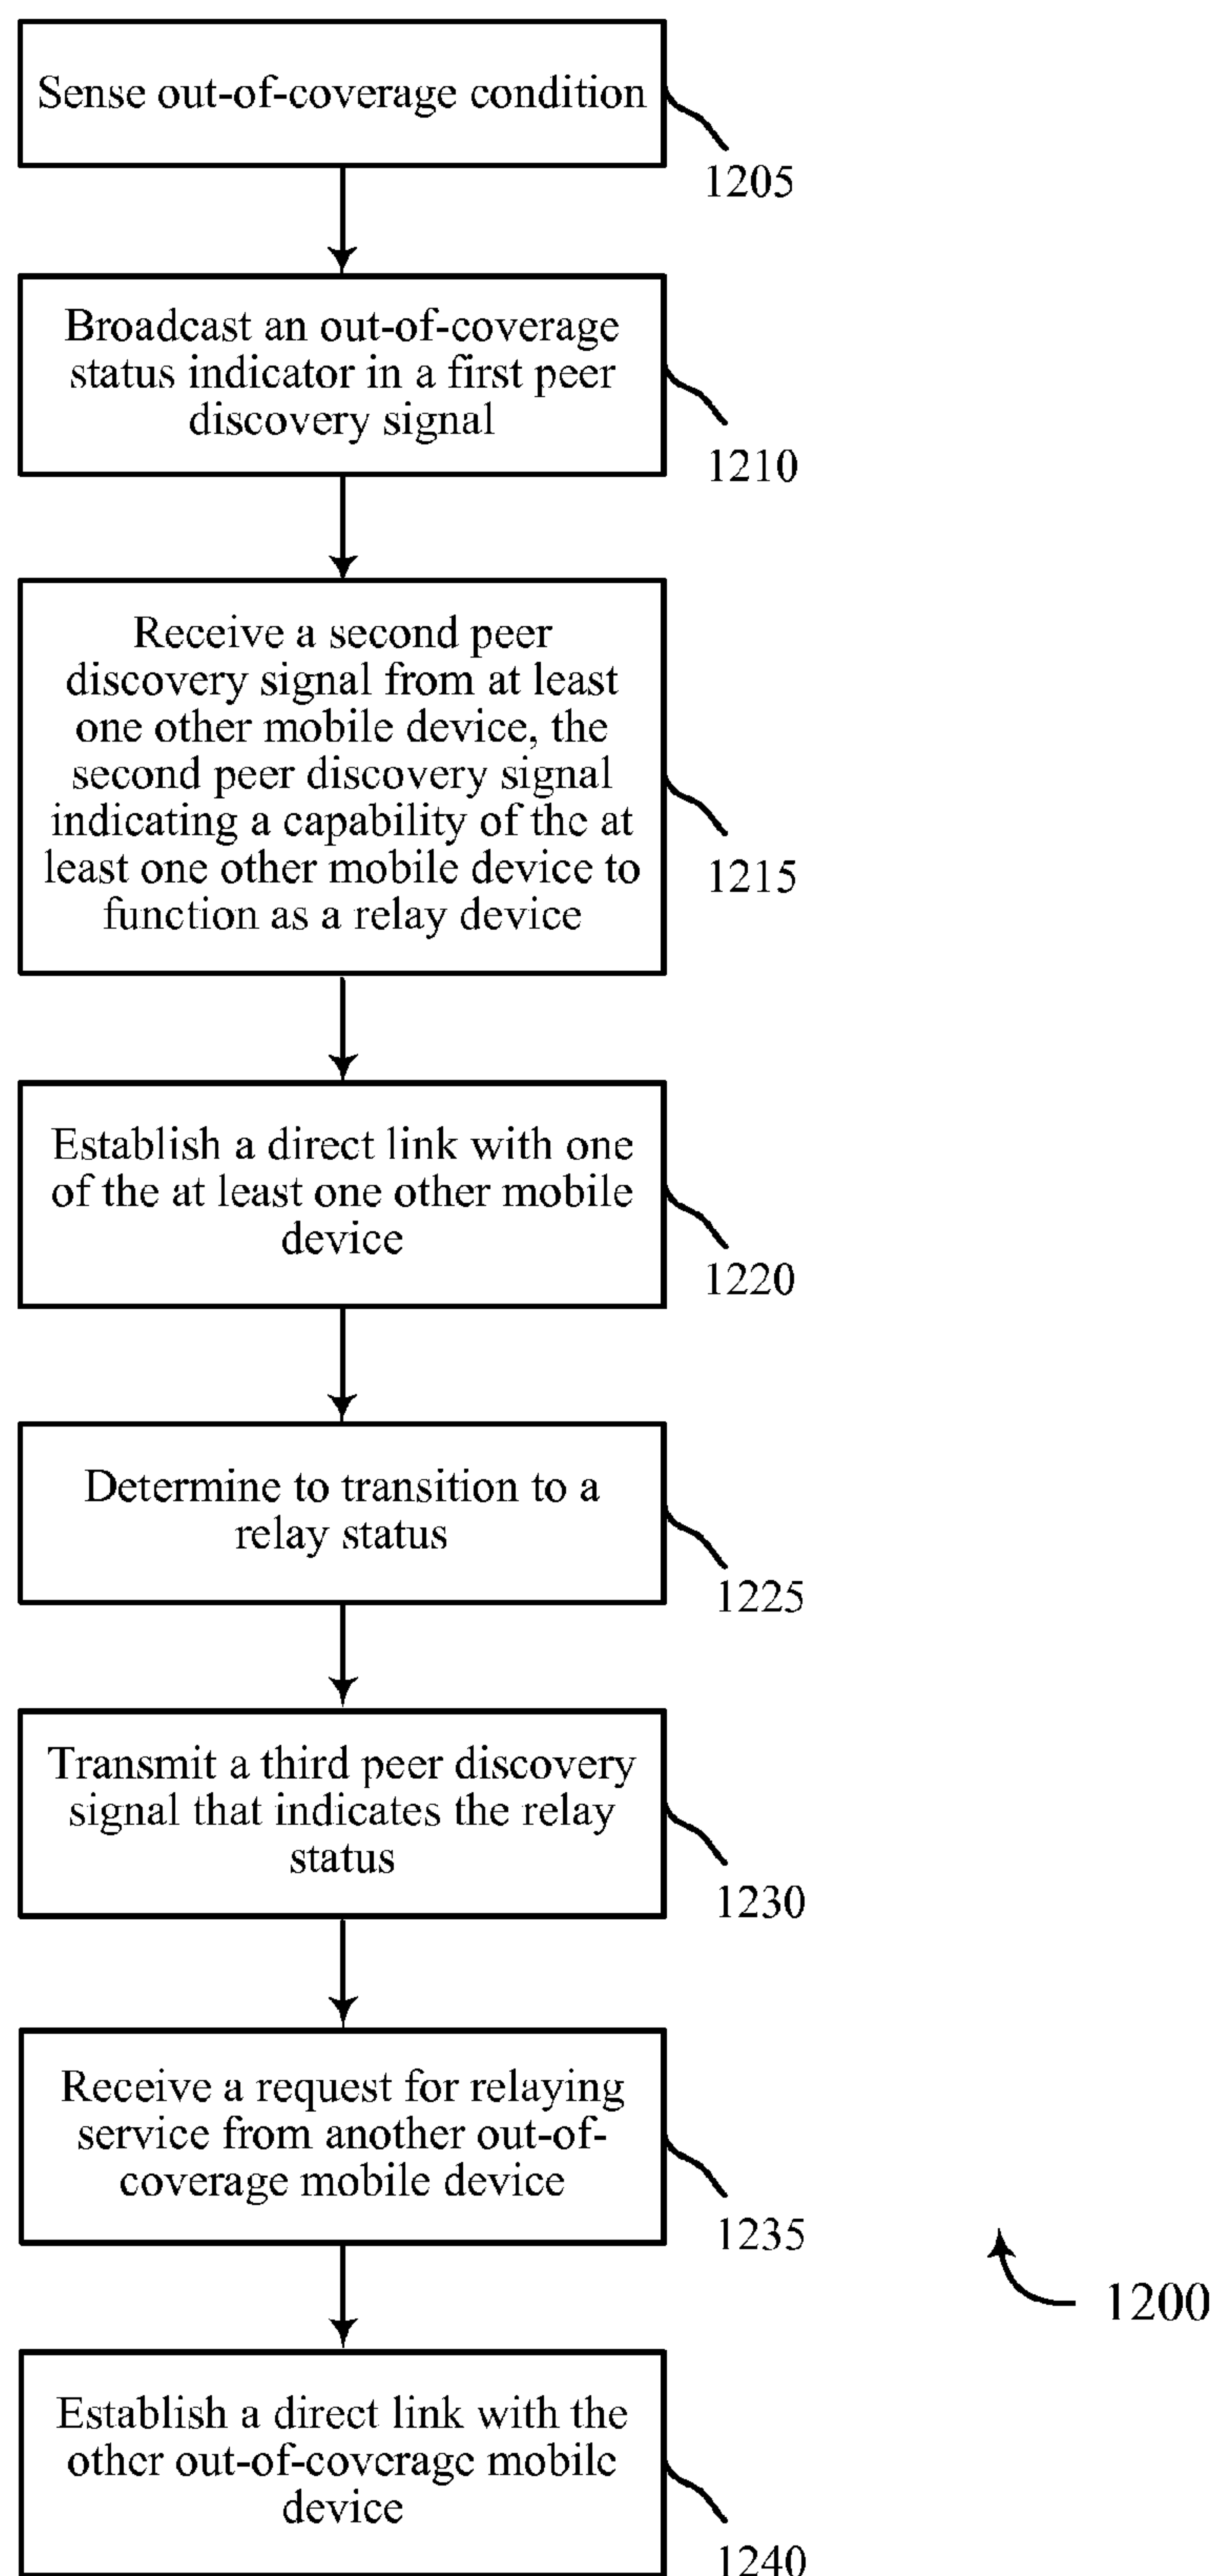 Sense out-of-coverage condition
1205
Broadcast an out-of-coverage
status indicator in a first peer
discovery signal
1210
Receive a second peer
discovery signal from at least
one other mobile device, the
second peer discovery signal
indicating a capability of the at
least one other mobile device to
function as a relay device
1215
Establish a direct link with one
of the at least one other mobile
device
1220
Determine to transition to a
relay status
1225
Transmit a third peer discovery
signal that indicates the relay
status
1230
Receive a request for relaying
service from another out-of-
coverage mobile device
1235
1200
Establish a direct link with the
other out-of-coverage mobile
device
1240